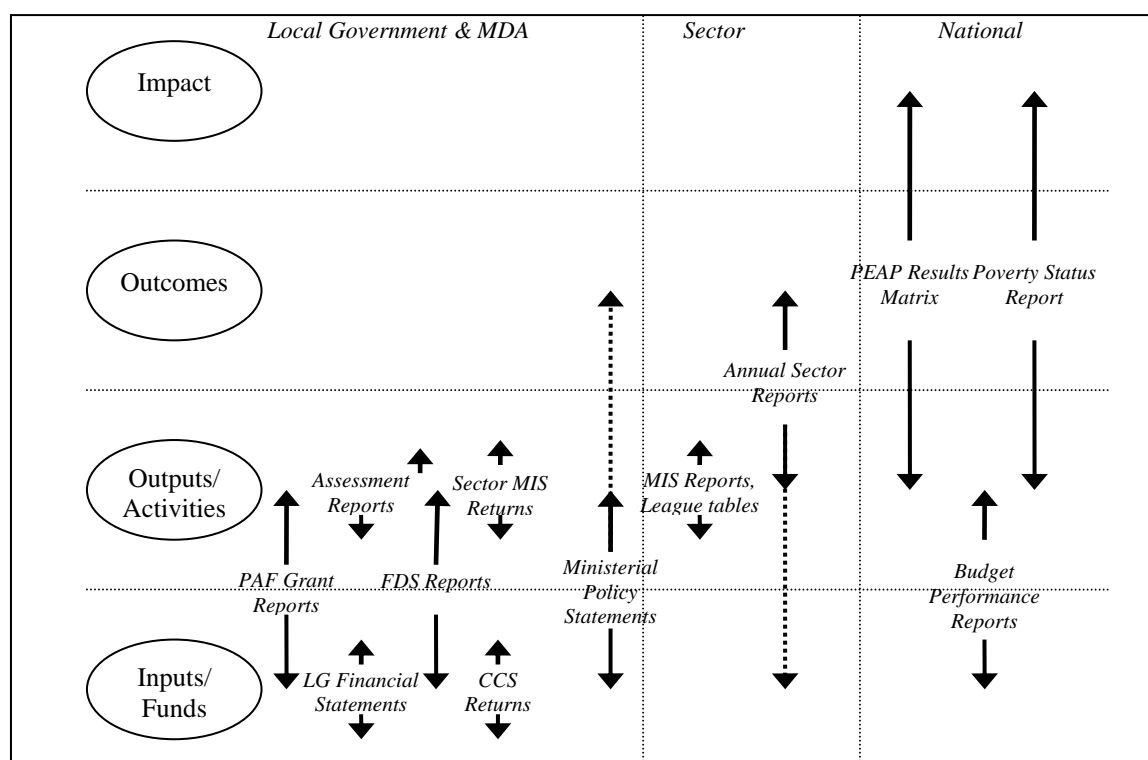 Local Government & MDA
Sector
National
Impact
Outcomes
PEAP Results
Matrix
Poverty Status
Report
Annual Sector
Reports
Outputs/
Activities
Assessment
Reports
Sector MIS
Returns
MIS Reports,
League tables
PAF Grant
Reports
FDS Reports
Ministerial
Policy
Statements
Budget
Performance
Reports
Inputs/
Funds
LG Financial
Statements
CCS
Returns